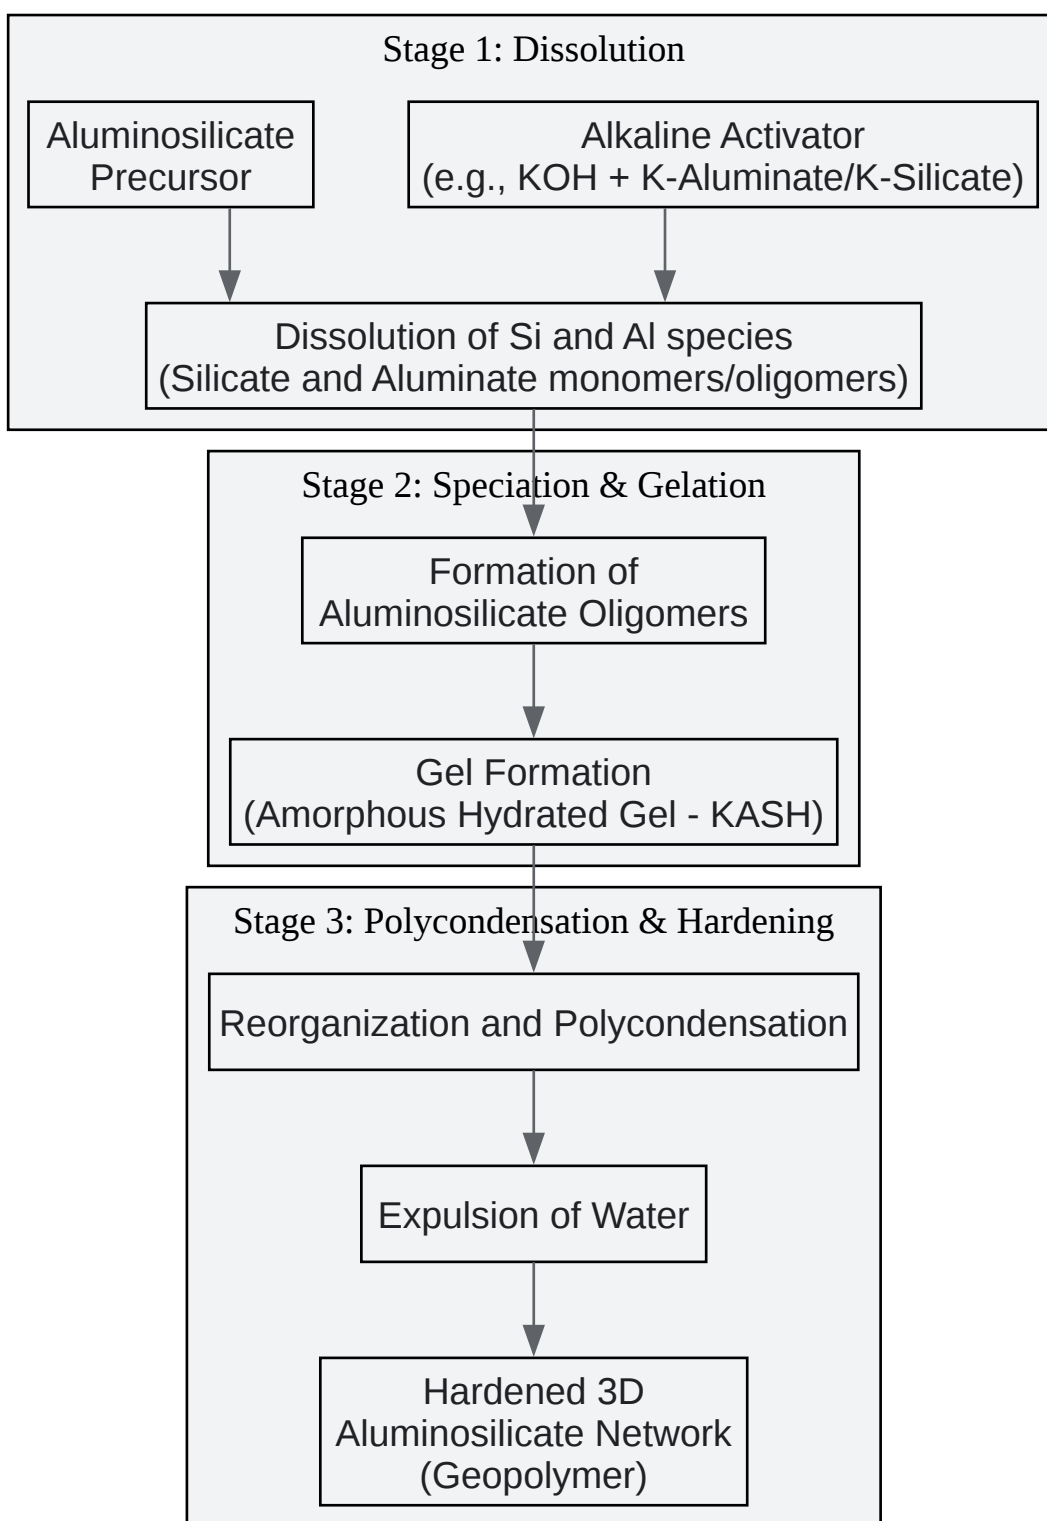 Stage 1: Dissolution
Aluminosilicate
Precursor
Alkaline Activator
(e.g., KOH + K-Aluminate/K-Silicate)
Dissolution of Si and Al species
(Silicate and Aluminate monomers/oligomers)
Stage 2: Speciation & Gelation
Formation of
Aluminosilicate Oligomers
Gel Formation
(Amorphous Hydrated Gel - KASH)
Stage 3: Polycondensation & Hardening
Reorganization and Polycondensation
Expulsion of Water
Hardened 3D
Aluminosilicate Network
(Geopolymer)